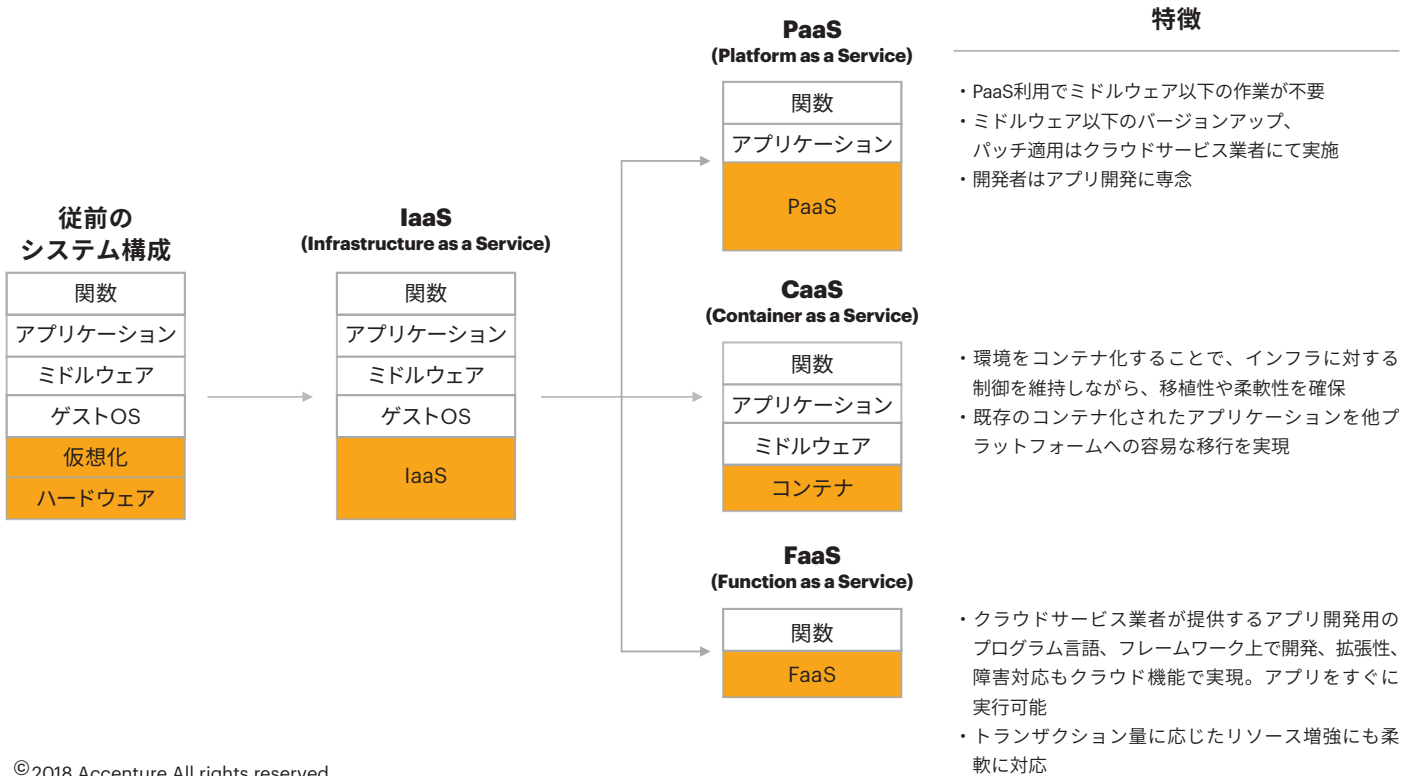 従前の
システム構成
関数
アプリケーション
ミドルウェア
ゲストOS
仮想化
ハードウェア
IaaS
(Infrastructure as a Service)
関数
アプリケーション
ミドルウェア
ゲストOS
IaaS
PaaS
(Platform as a Service)
関数
アプリケーション
PaaS
CaaS
(Container as a Service)
関数
アプリケーション
ミドルウェア
コンテナ
FaaS
(Function as a Service)
関数
FaaS
特徴
・PaaS利用でミドルウェア以下の作業が不要
・ミドルウェア以下のバージョンアップ、
パッチ適用はクラウドサービス業者にて実施
・開発者はアプリ開発に専念
・環境をコンテナ化することで、インフラに対する
制御を維持しながら、移植性や柔軟性を確保
・既存のコンテナ化されたアプリケーションを他プ
ラットフォームへの容易な移行を実現
・クラウドサービス業者が提供するアプリ開発用の
プログラム言語、フレームワーク上で開発、拡張性、
障害対応もクラウド機能で実現。アプリをすぐに
実行可能
・トランザクション量に応じたリソース増強にも柔
軟に対応
©2018 Accenture All rights reserved.